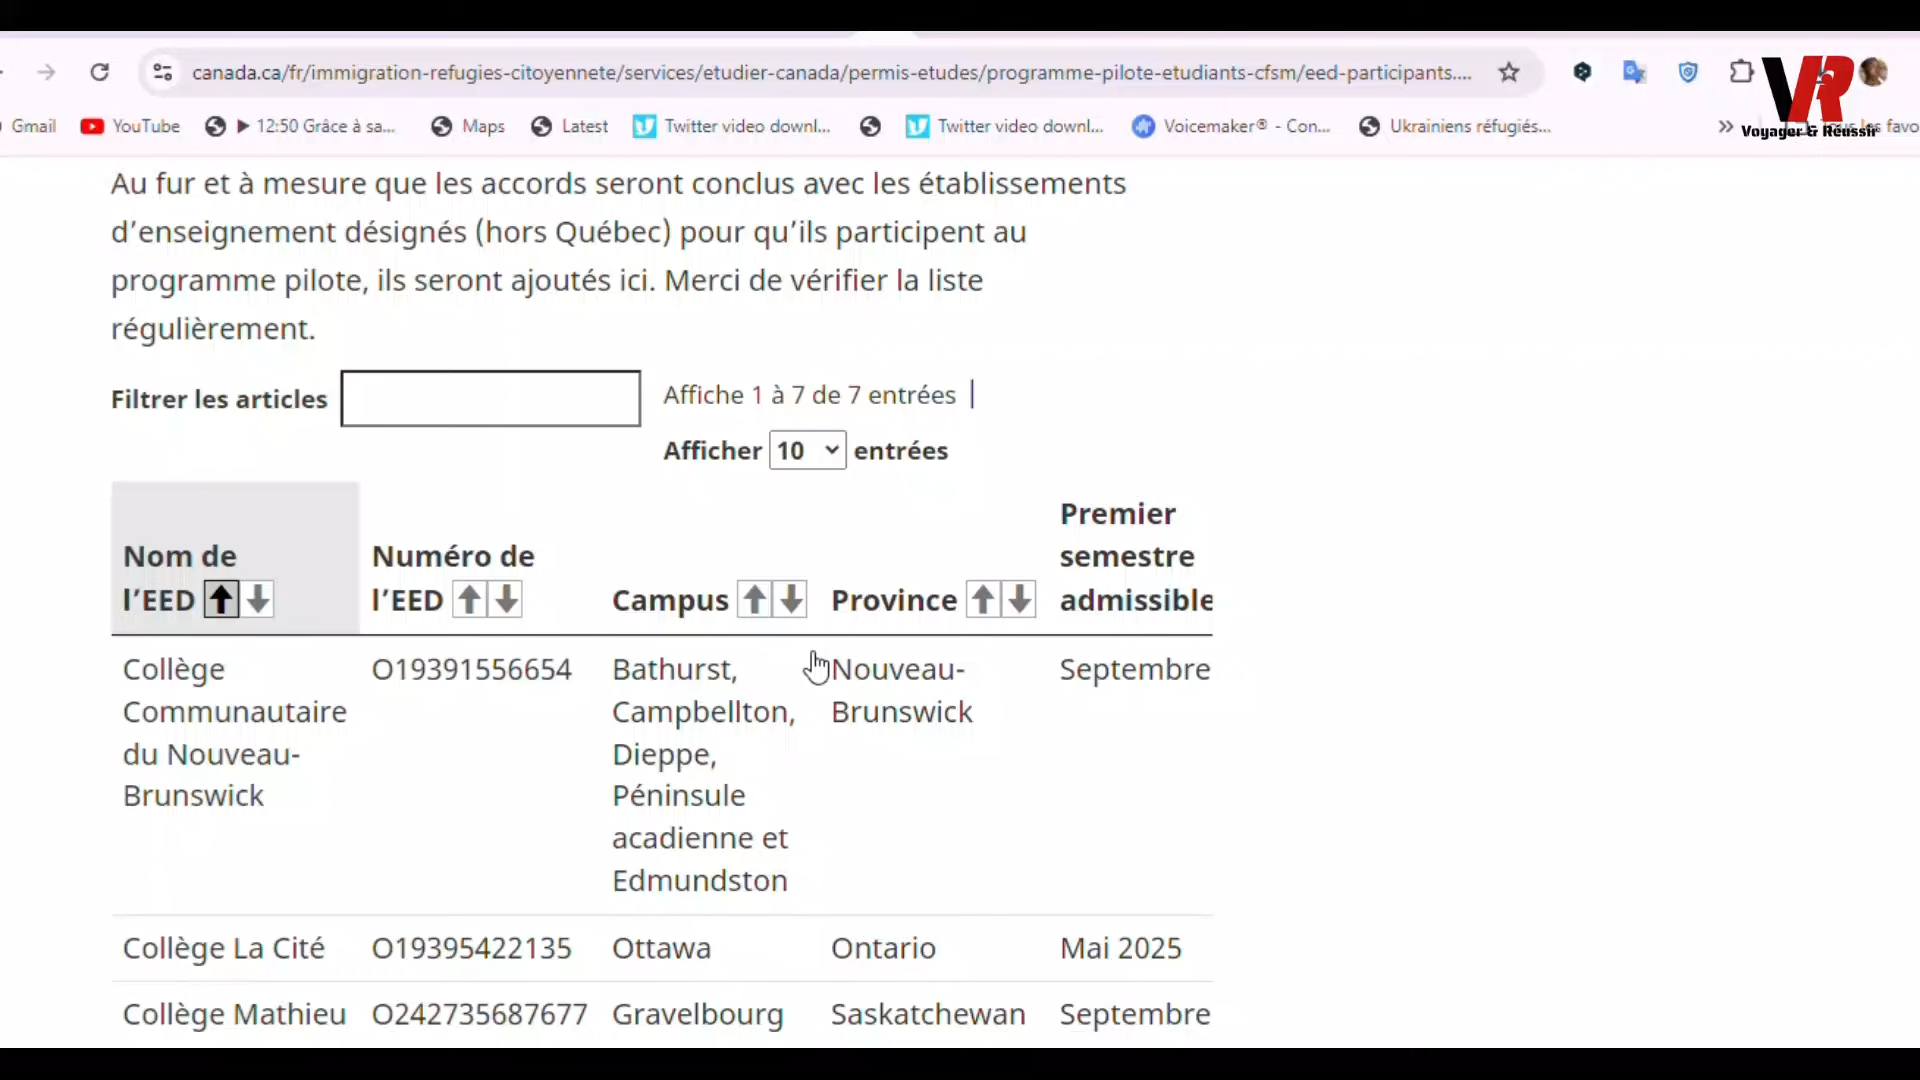 canada.ca/fr/immigration-refugies-citoyennete/services/etudier-canada/permis-etudes/programme-pilote-etudiants-cfsm/eed-participants....
VR
Voyager & Réussir
Gmail YouTube 12:50 Grâce à sa... Maps Latest Twitter video downl... Twitter video downl... Voicemaker® - Con... Ukrainiens réfugiés... » les favo
Au fur et à mesure que les accords seront conclus avec les établissements
d’enseignement désignés (hors Québec) pour qu’ils participent au
programme pilote, ils seront ajoutés ici. Merci de vérifier la liste
régulièrement.
Filtrer les articles
Affiche 1 à 7 de 7 entrées |
Afficher 10 entrées
Nom de l’EED Numéro de l’EED Campus Province Premier semestre admissible
Collège Communautaire du Nouveau-Brunswick O19391556654 Bathurst, Campbellton, Dieppe, Péninsule acadienne et Edmundston Nouveau-Brunswick Septembre
Collège La Cité O19395422135 Ottawa Ontario Mai 2025
Collège Mathieu O242735687677 Gravelbourg Saskatchewan Septembre